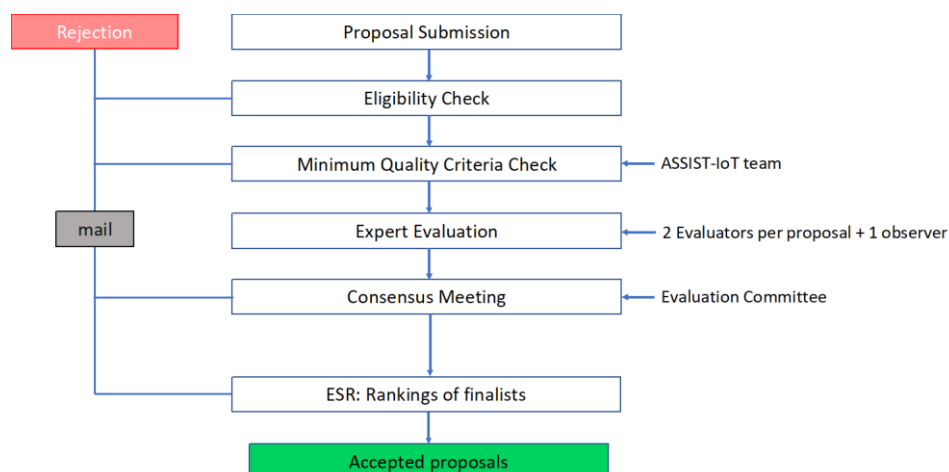 Rejection
Proposal Submission
Eligibility Check
Minimum Quality Criteria Check
ASSIST-IoT team
mail
Expert Evaluation
2 Evaluators per proposal + 1 observer
Consensus Meeting
Evaluation Committee
ESR: Rankings of finalists
Accepted proposals